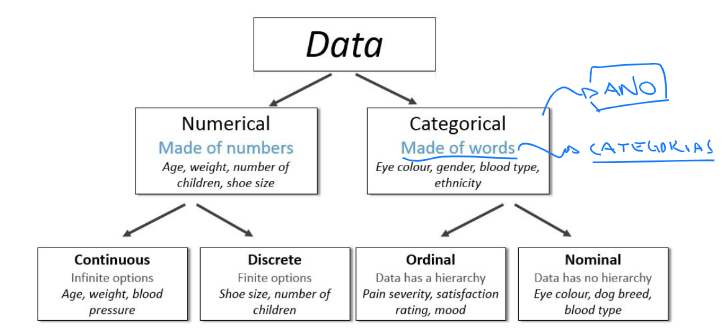 Data
Numerical
Made of numbers
Age, weight, number of
children, shoe size
Categorical
Made of words
Eye colour, gender, blood type,
ethnicity
ANO
CATEGORIAS
Continuous
Infinite options
Age, weight, blood
pressure
Discrete
Finite options
Shoe size, number of
children
Ordinal
Data has a hierarchy
Pain severity, satisfaction
rating, mood
Nominal
Data has no hierarchy
Eye colour, dog breed,
blood type